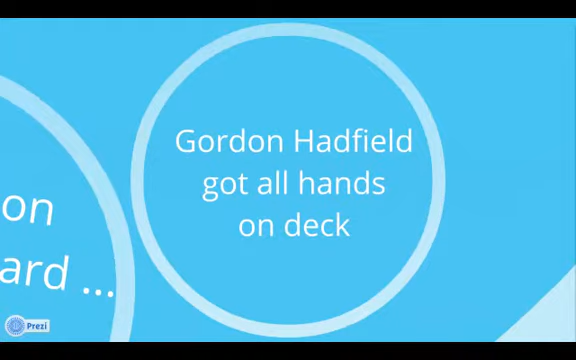 Gordon Hadfield
got all hands
on deck
on
ard ...
Prezi